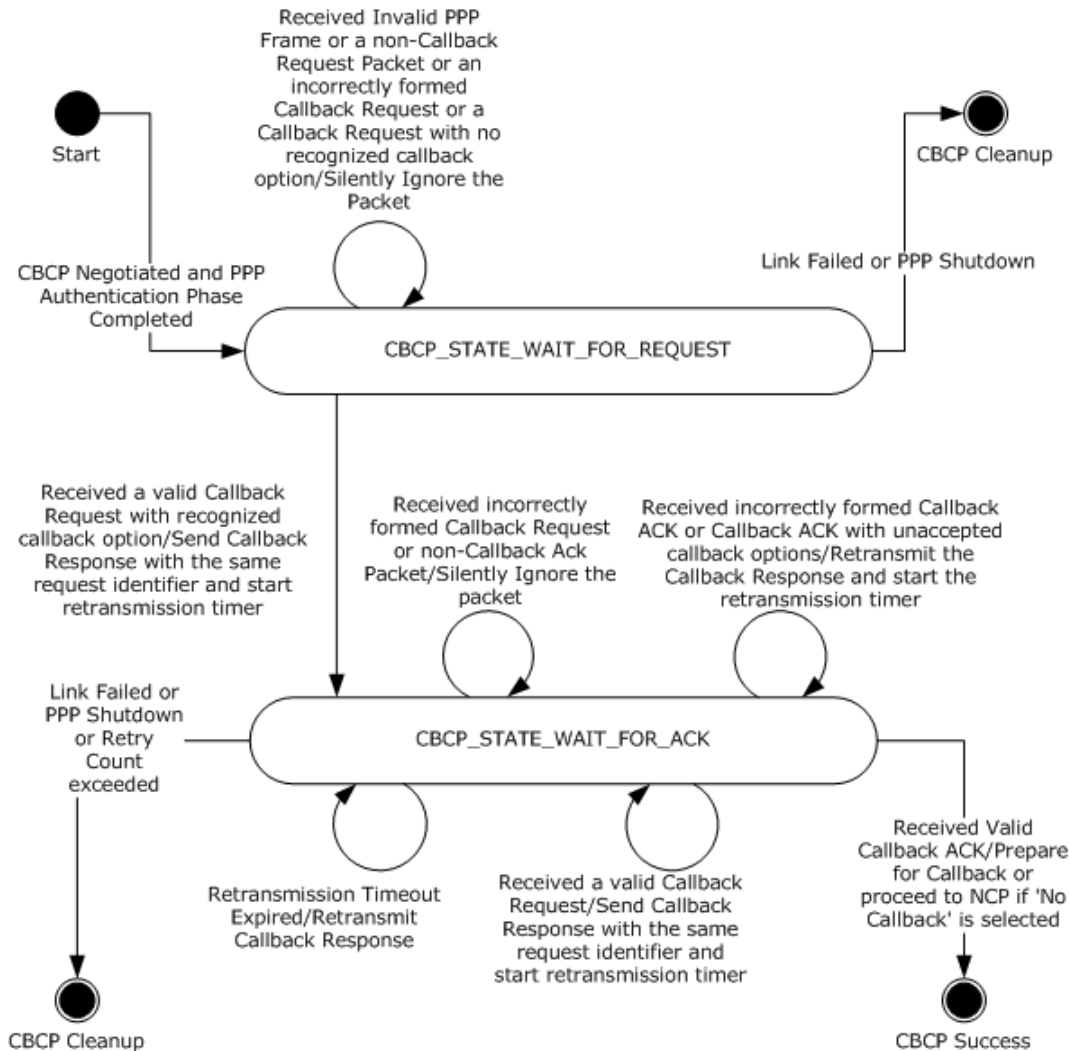 Received Invalid PPP
Frame or a non-Callback
Request Packet or an
incorrectly formed
Callback Request or a
Callback Request with no
recognized callback
option/Silently Ignore the
Packet
Start
CBCP Cleanup
CBCP Negotiated and PPP
Authentication Phase
Completed
Link Failed or PPP Shutdown
CBCP_STATE_WAIT_FOR_REQUEST
Received a valid Callback
Request with recognized
callback option/Send Callback
Response with the same
request identifier and start
retransmission timer
Received incorrectly
formed Callback Request
or non-Callback Ack
Packet/Silently Ignore the
packet
Received incorrectly formed Callback
ACK or Callback ACK with unaccepted
callback options/Retransmit the
Callback Response and start the
retransmission timer
Link Failed or
PPP Shutdown
or Retry
Count
exceeded
CBCP_STATE_WAIT_FOR_ACK
Retransmission Timeout
Expired/Retransmit
Callback Response
Received a valid Callback
Request/Send Callback
Response with the same
request identifier and
start retransmission timer
Received Valid
Callback ACK/Prepare
for Callback or
proceed to NCP if 'No
Callback' is selected
CBCP Cleanup
CBCP Success